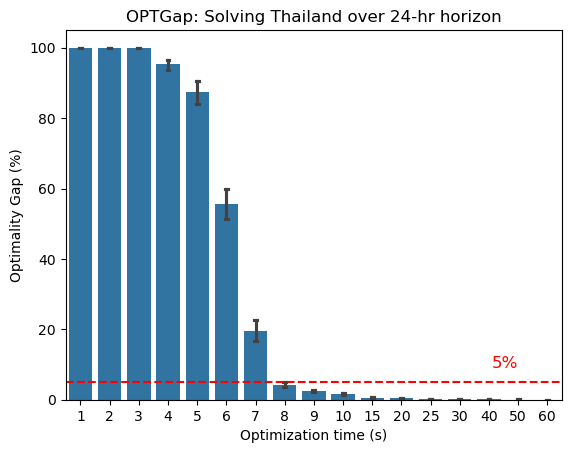 OPTGap: Solving Thailand over 24-hr horizon
Optimality Gap (%)
100
80
60
40
20
0
5%
1 2 3 4 5 6 7 8 9 10 15 20 25 30 40 50 60
Optimization time (s)